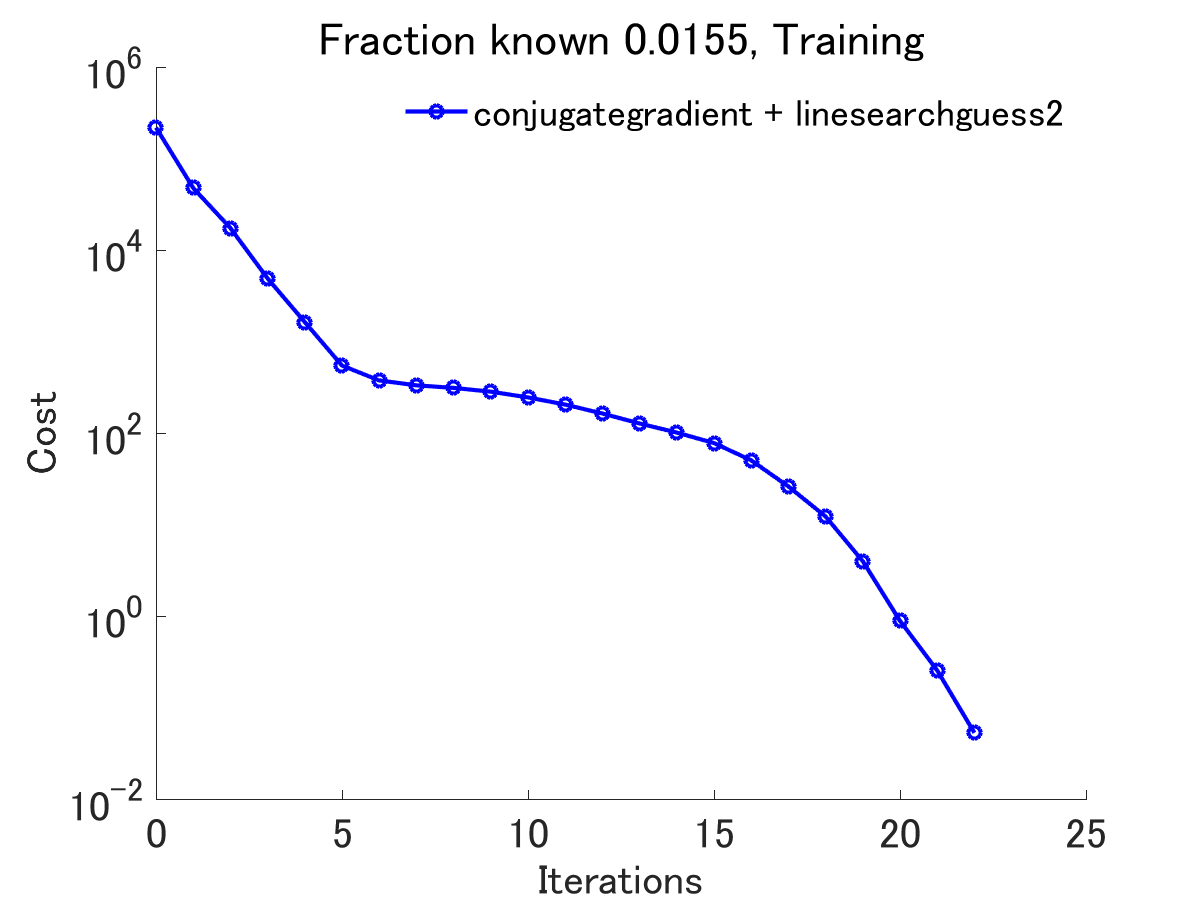 Fraction known 0.0155, Training
conjugategradient + linesearchguess2
10^6
10^4
10^2
10^0
10^-2
Cost
0 5 10 15 20 25
Iterations